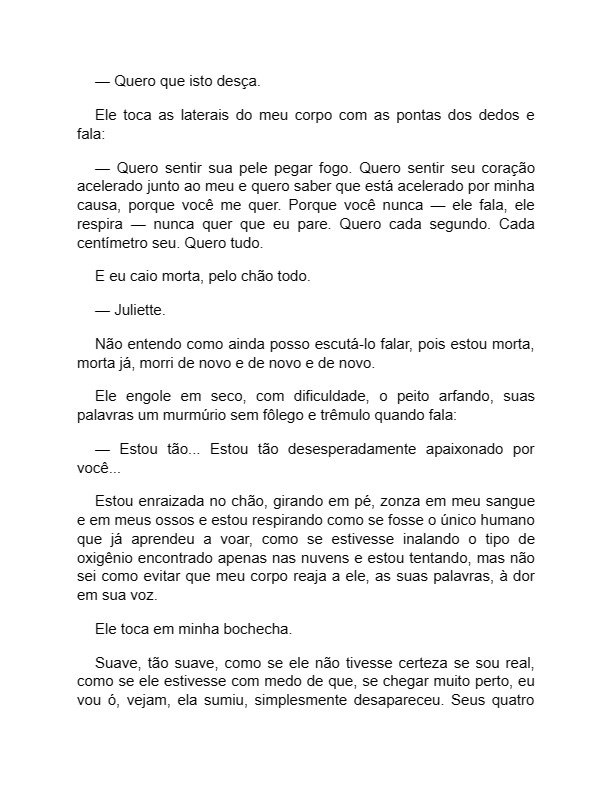 — Quero que isto desça.
Ele toca as laterais do meu corpo com as pontas dos dedos e
fala:
— Quero sentir sua pele pegar fogo. Quero sentir seu coração
acelerado junto ao meu e quero saber que está acelerado por minha
causa, porque você me quer. Porque você nunca — ele fala, ele
respira — nunca quer que eu pare. Quero cada segundo. Cada
centímetro seu. Quero tudo.
E eu caio morta, pelo chão todo.
— Juliette.
Não entendo como ainda posso escutá-lo falar, pois estou morta,
morta já, morri de novo e de novo e de novo.
Ele engole em seco, com dificuldade, o peito arfando, suas
palavras um murmúrio sem fôlego e trêmulo quando fala:
— Estou tão... Estou tão desesperadamente apaixonado por
você...
Estou enraizada no chão, girando em pé, zonza em meu sangue
e em meus ossos e estou respirando como se fosse o único humano
que já aprendeu a voar, como se estivesse inalando o tipo de
oxigênio encontrado apenas nas nuvens e estou tentando, mas não
sei como evitar que meu corpo reaja a ele, as suas palavras, à dor
em sua voz.
Ele toca em minha bochecha.
Suave, tão suave, como se ele não tivesse certeza se sou real,
como se ele estivesse com medo de que, se chegar muito perto, eu
vou ó, vejam, ela sumiu, simplesmente desapareceu. Seus quatro